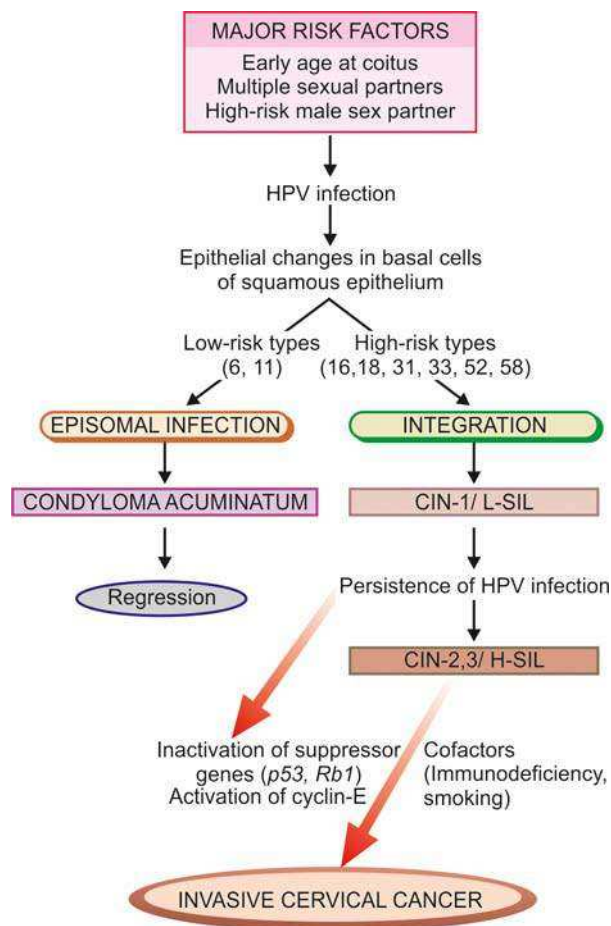 MAJOR RISK FACTORS
Early age at coitus
Multiple sexual partners
High-risk male sex partner
HPV infection
Epithelial changes in basal cells
of squamous epithelium
Low-risk types
(6, 11)
High-risk types
(16,18, 31, 33, 52, 58)
EPISOMAL INFECTION
INTEGRATION
CONDYLOMA ACUMINATUM
CIN-1/ L-SIL
Regression
Persistence of HPV infection
CIN-2,3/ H-SIL
Inactivation of suppressor
genes (p53, Rb1)
Activation of cyclin-E
Cofactors
(Immunodeficiency,
smoking)
INVASIVE CERVICAL CANCER